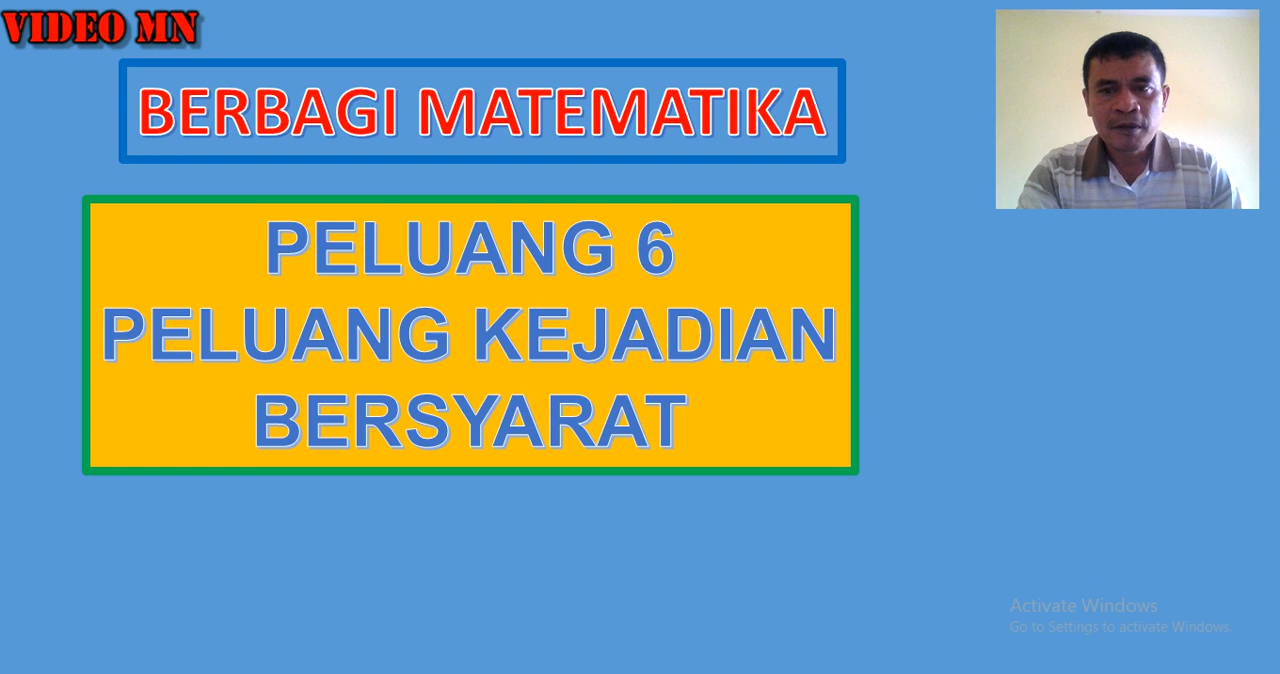 VIDEO MN
BERBAGI MATEMATIKA
PELUANG 6
PELUANG KEJADIAN
BERSYARAT
Activate Windows
Go to Settings to activate Windows.